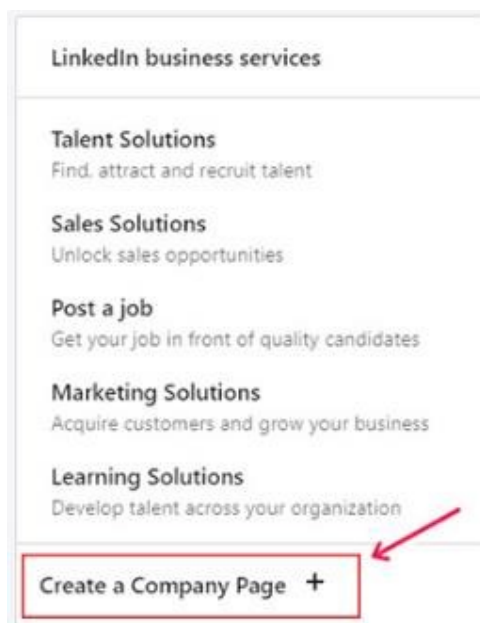 LinkedIn business services
Talent Solutions
Find, attract and recruit talent
Sales Solutions
Unlock sales opportunities
Post a job
Get your job in front of quality candidates
Marketing Solutions
Acquire customers and grow your business
Learning Solutions
Develop talent across your organization
Create a Company Page +